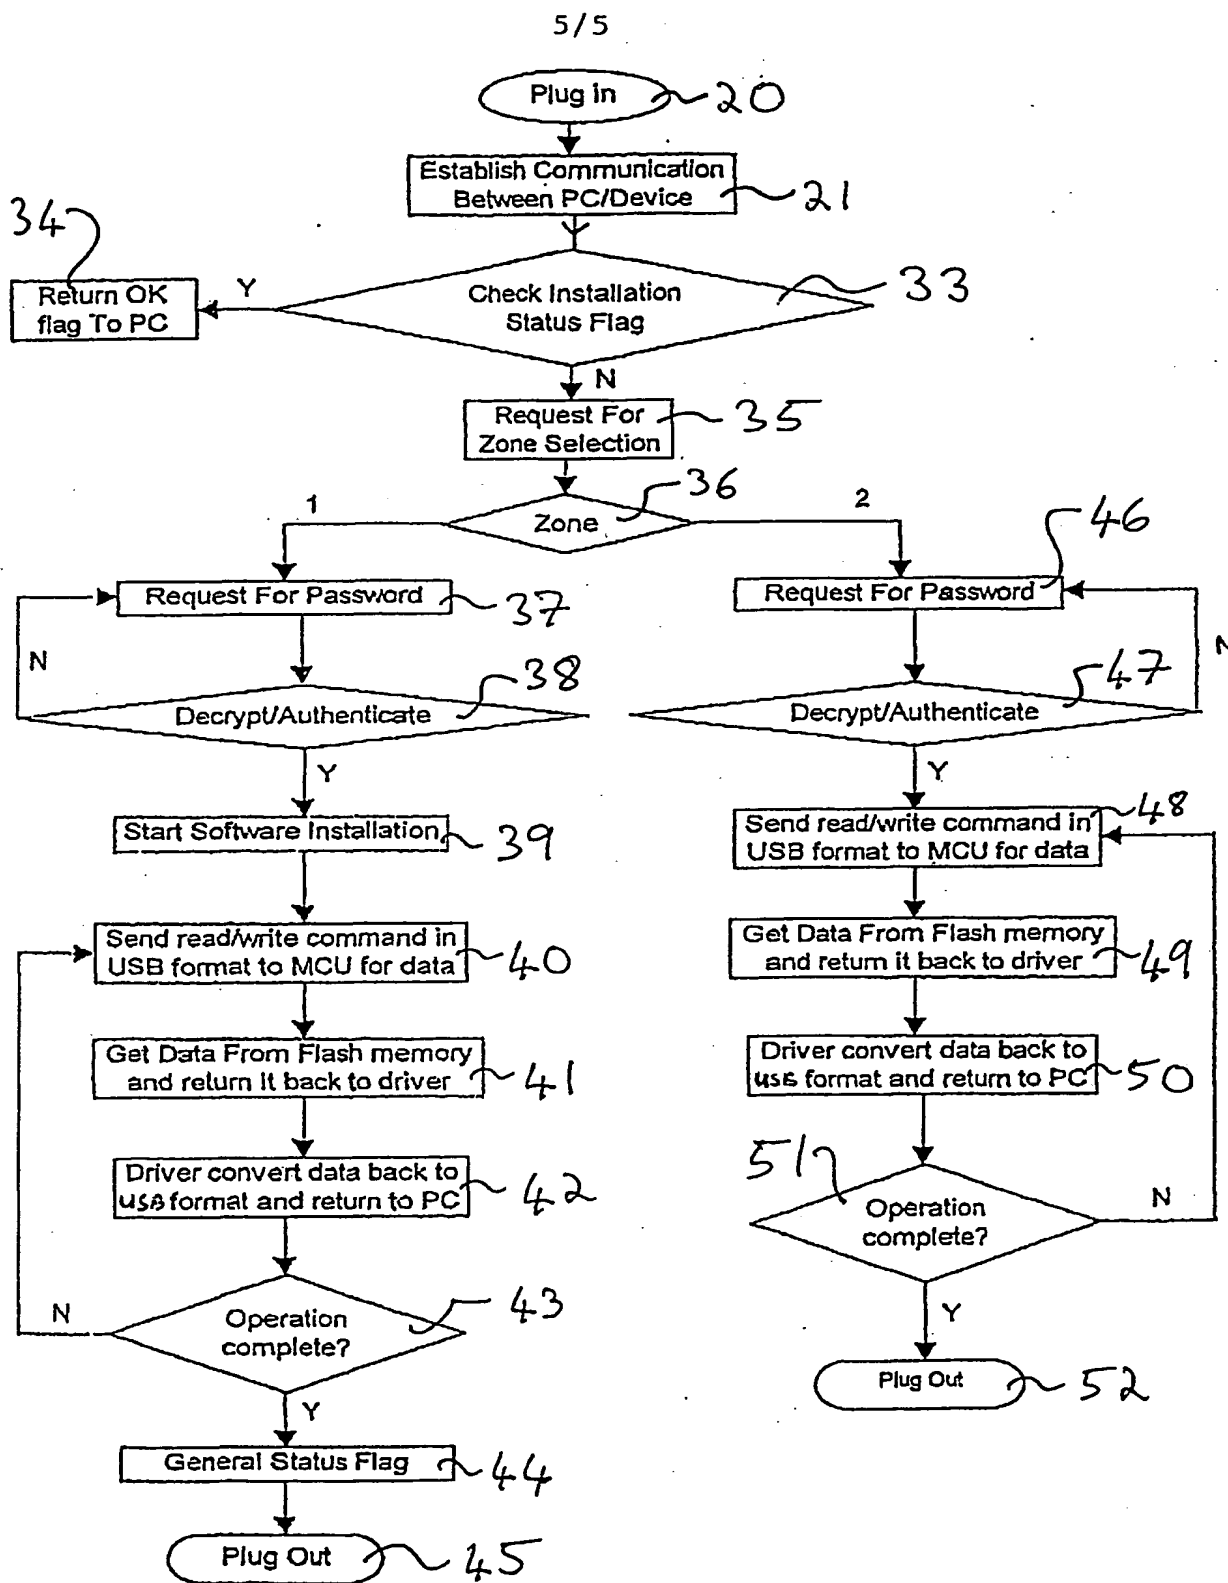 5/5
Plug in
20
Establish Communication
Between PC/Device
21
34
Return OK
flag To PC
Y
Check Installation
Status Flag
33
N
Request For
Zone Selection
35
1
Zone
36
2
Request For Password
37
Request For Password
46
N
Decrypt/Authenticate
38
Decrypt/Authenticate
47
N
Y
Y
Start Software Installation
39
Send read/write command in
USB format to MCU for data
48
Send read/write command in
USB format to MCU for data
40
Get Data From Flash memory
and return it back to driver
49
Get Data From Flash memory
and return it back to driver
41
Driver convert data back to
USB format and return to PC
50
Driver convert data back to
USB format and return to PC
42
51
Operation
complete?
N
N
Operation
complete?
43
Y
Plug Out
52
Y
General Status Flag
44
Plug Out
45